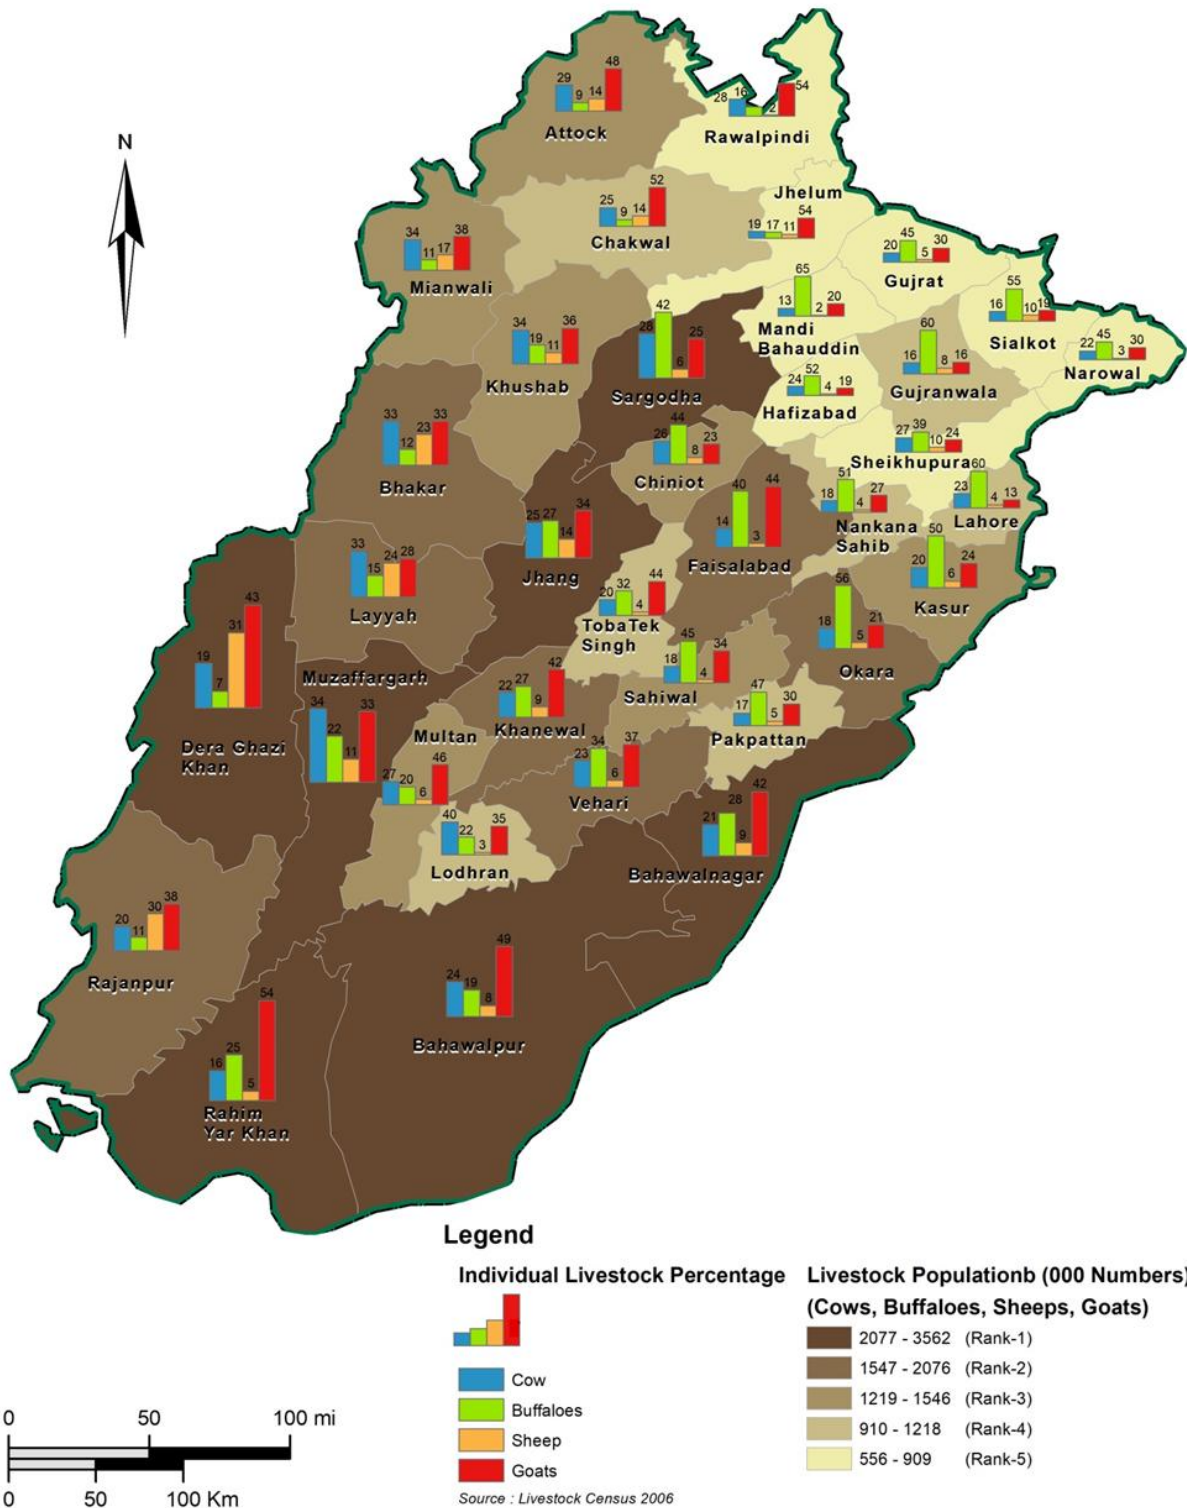 N
29 9 14 48
Attock
28 16 2 54
Rawalpindi
Jhelum
19 17 11 54
25 9 14 52
Chakwal
34 11 17 38
Mianwali
20 45 5 30
Gujrat
13 65 2 20
Mandi
Bahauddin
16 55 10 19
Sialkot
22 45 3 30
Narowal
34 19 11 36
Khushab
28 42 6 25
Sargodha
16 60 8 16
Gujranwala
24 52 4 19
Hafizabad
33 12 23 33
Bhakar
26 44 8 23
Chiniot
27 39 10 24
Sheikhupura
18 51 4 27
Nankana
Sahib
23 60 4 13
Lahore
25 27 14 34
Jhang
14 40 3 44
Faisalabad
20 50 6 24
Kasur
33 15 24 28
Layyah
20 32 4 44
TobaTek
Singh
18 56 5 21
Okara
19 7 31 43
Dera Ghazi
Khan
Muzaffargarh
34 22 11 33
22 27 9 42
Khanewal
18 45 4 34
Sahiwal
17 47 5 30
Pakpattan
Multan
27 20 6 46
23 34 6 37
Vehari
40 22 3 35
Lodhran
21 28 9 42
Bahawalnagar
20 11 30 38
Rajanpur
24 19 8 49
Bahawalpur
16 25 5 54
Rahim
Yar Khan
Legend
Individual Livestock Percentage
Cow
Buffaloes
Sheep
Goats
Source : Livestock Census 2006
Livestock Populationb (000 Numbers)
(Cows, Buffaloes, Sheeps, Goats)
2077 - 3562 (Rank-1)
1547 - 2076 (Rank-2)
1219 - 1546 (Rank-3)
910 - 1218 (Rank-4)
556 - 909 (Rank-5)
0 50 100 mi
0 50 100 Km